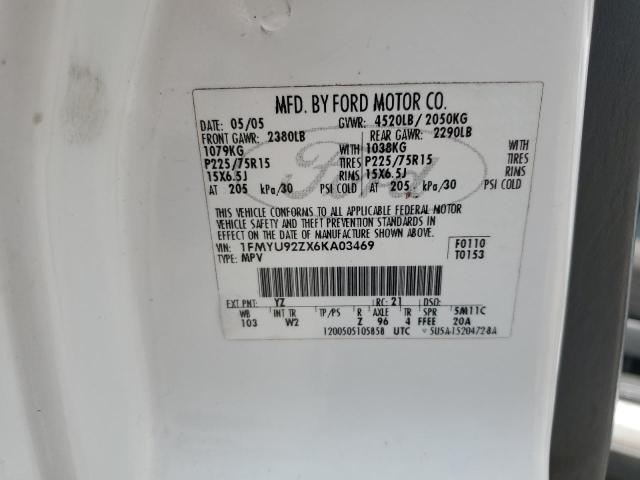 MFD. BY FORD MOTOR CO.
DATE: 05/05 GVWR: 4520LB/ 2050KG
FRONT GAWR: 2380LB REAR GAWR: 2290LB
1079KG WITH 1038KG WITH
P225/75R15 TIRES P225/75R15 TIRES
15X6.5J RIMS 15X6.5J RIMS
AT 205 kPa/30 PSI COLD AT 205 kPa/30 PSI COLD
Ford
THIS VEHICLE CONFORMS TO ALL APPLICABLE FEDERAL MOTOR
VEHICLE SAFETY AND THEFT PREVENTION STANDARDS
IN EFFECT ON THE DATE OF MANUFACTURE SHOWN ABOVE.
VIN: 1FMYU92ZX6KA03469 F0110
TYPE: MPV T0153
EXT PNT: YZ RC: 21 DSO:
WB INT TR TP/PS R AXLE TR SPR 5M11C
103 W2 Z 96 4 FFEE 20A
1200505105858 UTC 5U5A-1520472-BA